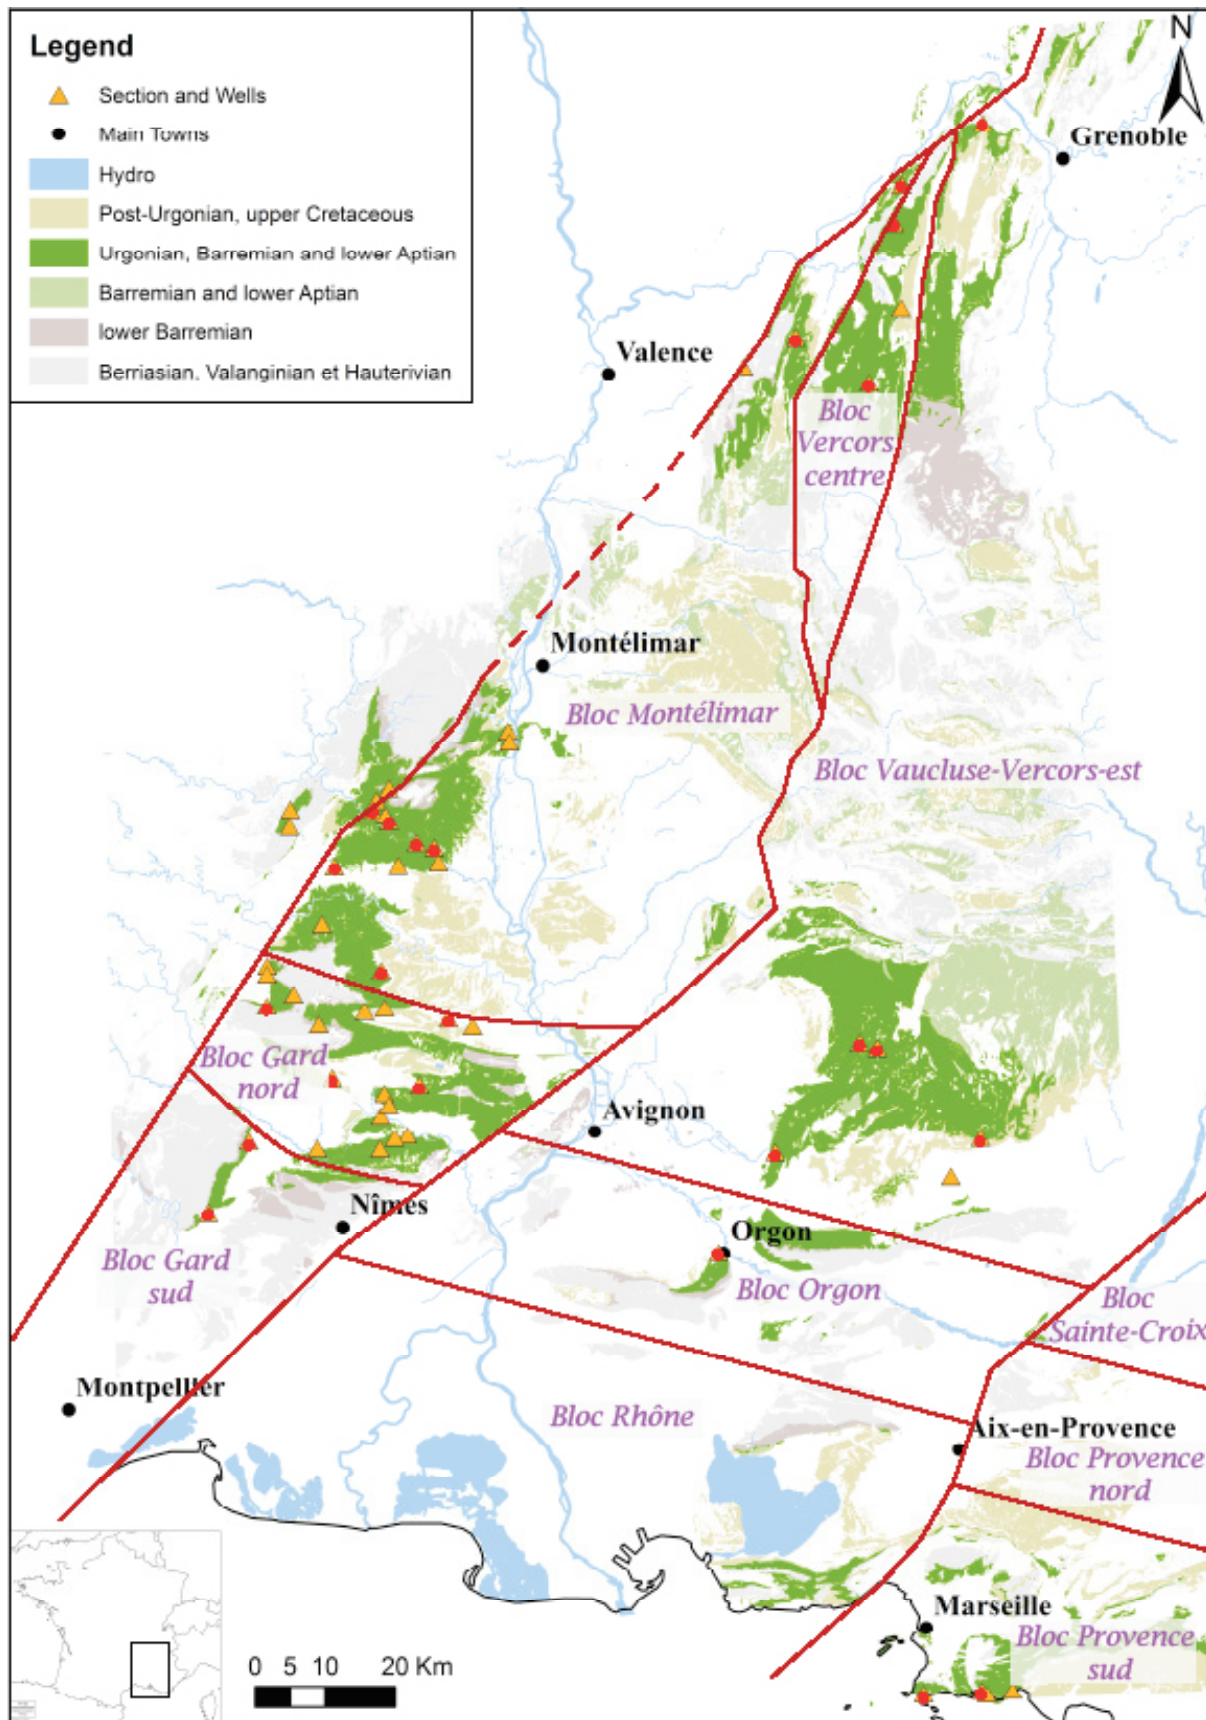 Legend
Section and Wells
Main Towns
Hydro
Post-Urgonian, upper Cretaceous
Urgonian, Barremian and lower Aptian
Barremian and lower Aptian
lower Barremian
Berriasian, Valanginian et Hauterivian
N
Grenoble
Valence
Bloc
Vercors
centre
Montélimar
Bloc Montélimar
Bloc Vaucluse-Vercors-est
Bloc Gard
nord
Avignon
Nîmes
Orgon
Bloc Gard
sud
Bloc Orgon
Bloc
Sainte-Croix
Montpellier
Bloc Rhône
Aix-en-Provence
Bloc Provence
nord
Marseille
Bloc Provence
sud
0 5 10 20 Km